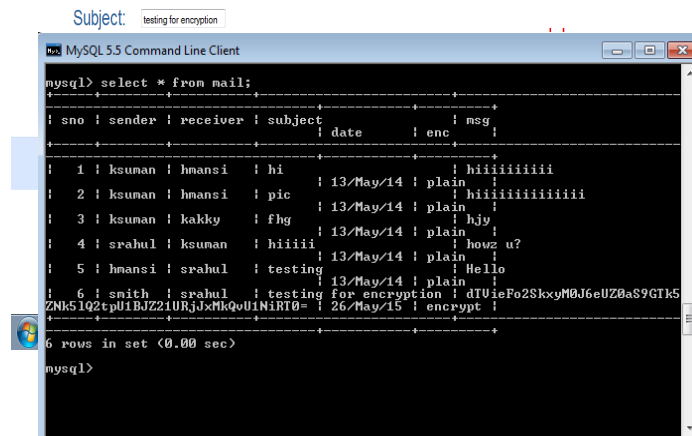 Subject: testing for encryption
MySQL 5.5 Command Line Client
mysql> select * from mail;
| sno | sender | receiver | subject | msg
| date | enc |
| 1 | ksuman | hmansi | hi | hiiiiiiiiii
| 13/May/14 | plain |
| 2 | ksuman | hmansi | pic | hiiiiiiiiiiiiii
| 13/May/14 | plain |
| 3 | ksuman | kakky | fhg | hjy
| 13/May/14 | plain |
| 4 | srahul | ksuman | hiiiii | howz u?
| 13/May/14 | plain |
| 5 | hmansi | srahul | testing | Hello
| 13/May/14 | plain |
| 6 | smith | srahul | testing for encryption | dTVieFo2SkxyM0J6eUZ0aS9GTk5
ZNk5lQ2tpU1BJZ21URjJxMkQvU1NiRT0= | 26/May/15 | encrypt |
6 rows in set (0.00 sec)
mysql>